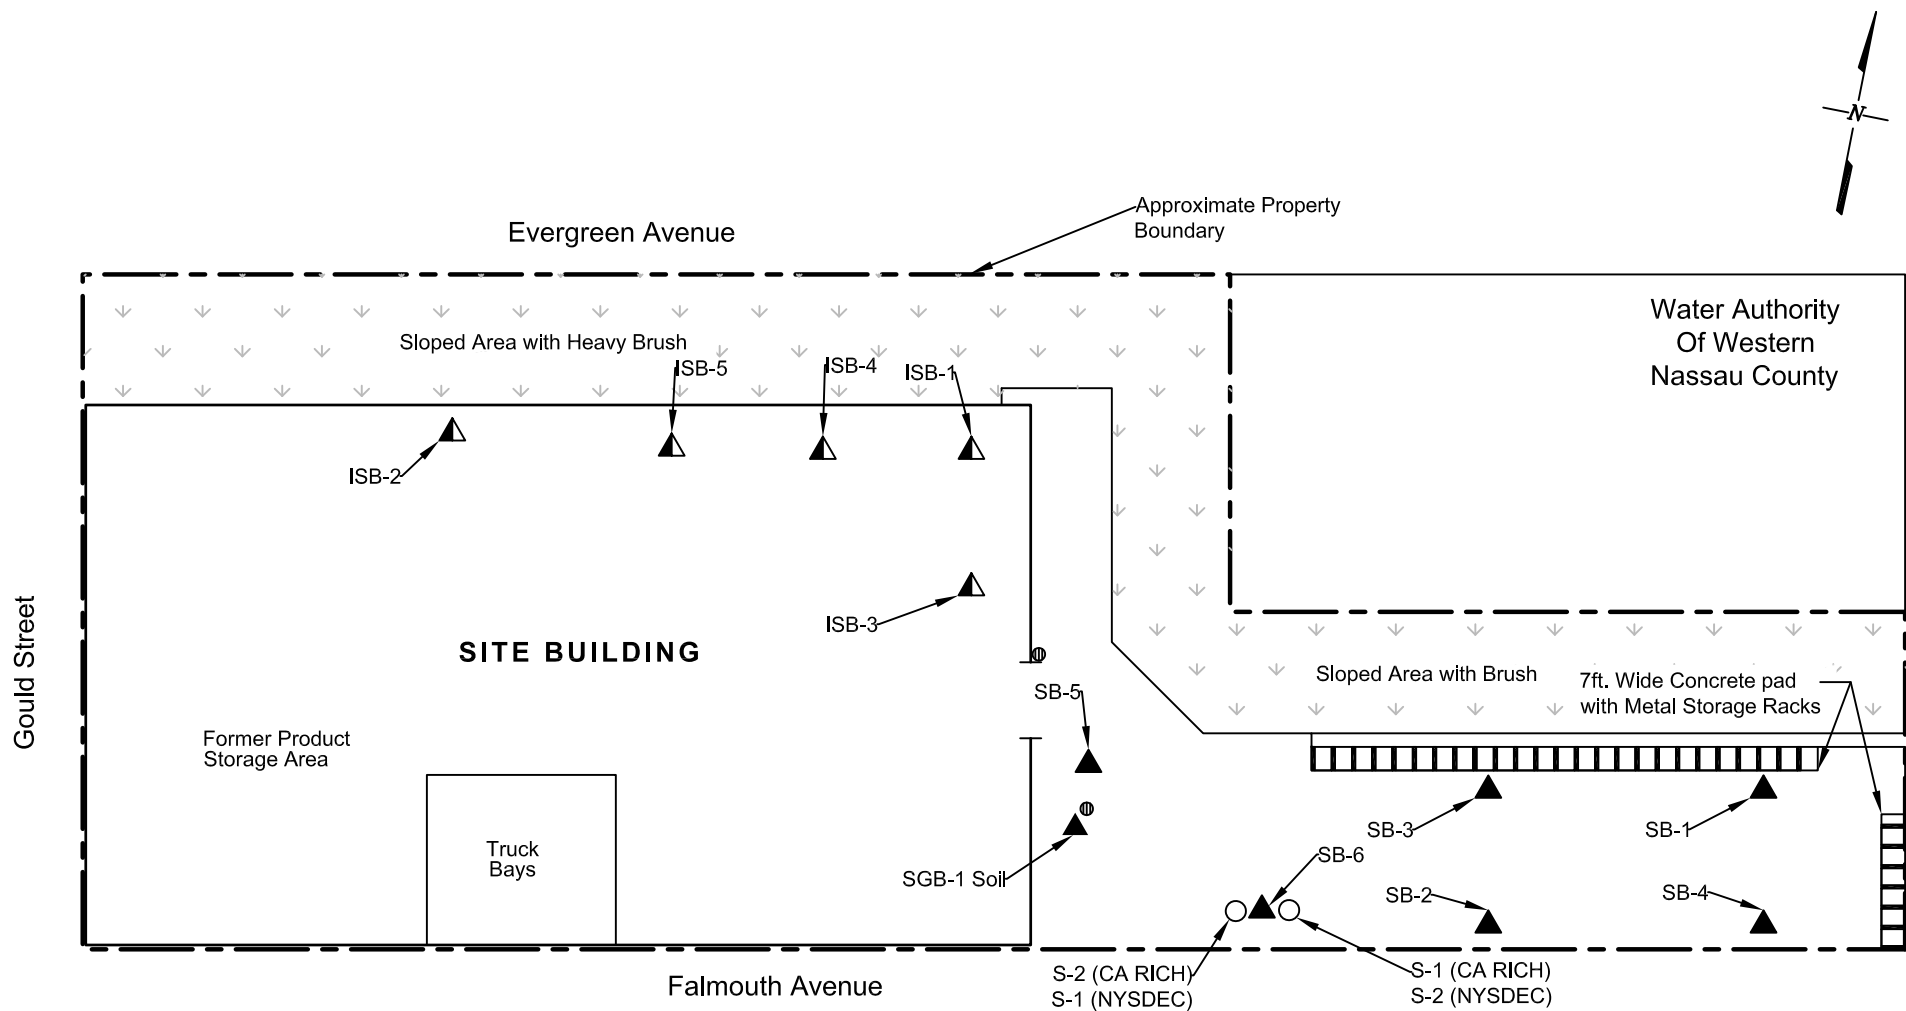 N
Approximate Property
Boundary
Evergreen Avenue
Water Authority
Of Western
Nassau County
Sloped Area with Heavy Brush
ISB-5
ISB-4
ISB-1
ISB-2
ISB-3
SITE BUILDING
Gould Street
Sloped Area with Brush
7ft. Wide Concrete pad
with Metal Storage Racks
SB-5
Former Product
Storage Area
SB-3
SB-1
Truck
Bays
SB-6
SGB-1 Soil
SB-2
SB-4
Falmouth Avenue
S-2 (CA RICH)
S-1 (NYSDEC)
S-1 (CA RICH)
S-2 (NYSDEC)